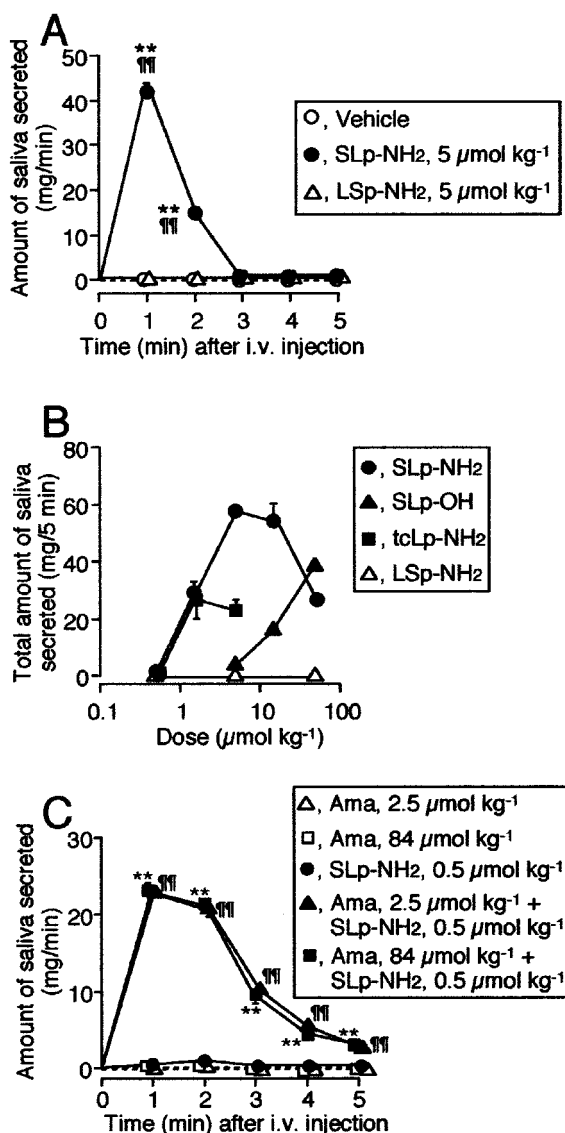 A
Amount of saliva secreted
(mg/min)
50
40
30
20
10
0
**
¶¶
**
¶¶
○, Vehicle
●, SLp-NH2, 5 µmol kg-1
△, LSp-NH2, 5 µmol kg-1
0 1 2 3 4 5
Time (min) after i.v. injection
B
Total amount of saliva
secreted (mg/5 min)
80
60
40
20
0
●, SLp-NH2
▲, SLp-OH
■, tcLp-NH2
△, LSp-NH2
0.1 1 10 100
Dose (µmol kg-1)
C
Amount of saliva secreted
(mg/min)
30
20
10
0
** ¶¶ **
¶¶
¶¶
**
¶¶
** **
¶¶
△, Ama, 2.5 µmol kg-1
□, Ama, 84 µmol kg-1
●, SLp-NH2, 0.5 µmol kg-1
▲, Ama, 2.5 µmol kg-1 +
SLp-NH2, 0.5 µmol kg-1
■, Ama, 84 µmol kg-1 +
SLp-NH2, 0.5 µmol kg-1
0 1 2 3 4 5
Time (min) after i.v. injection